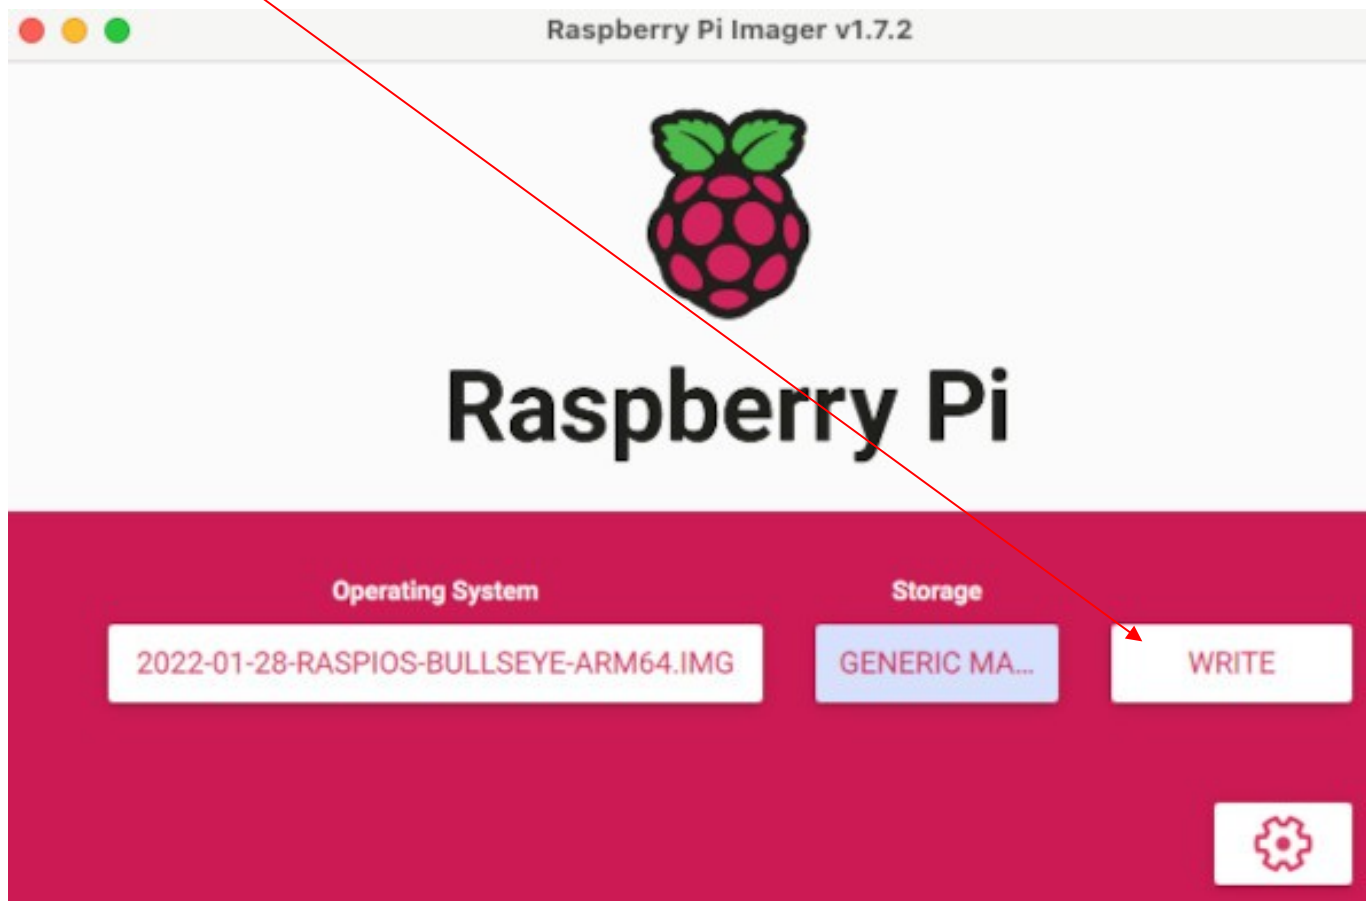 Raspberry Pi Imager v1.7.2
Raspberry Pi
Operating System
Storage
2022-01-28-RASPIOS-BULLSEYE-ARM64.IMG
GENERIC MA...
WRITE